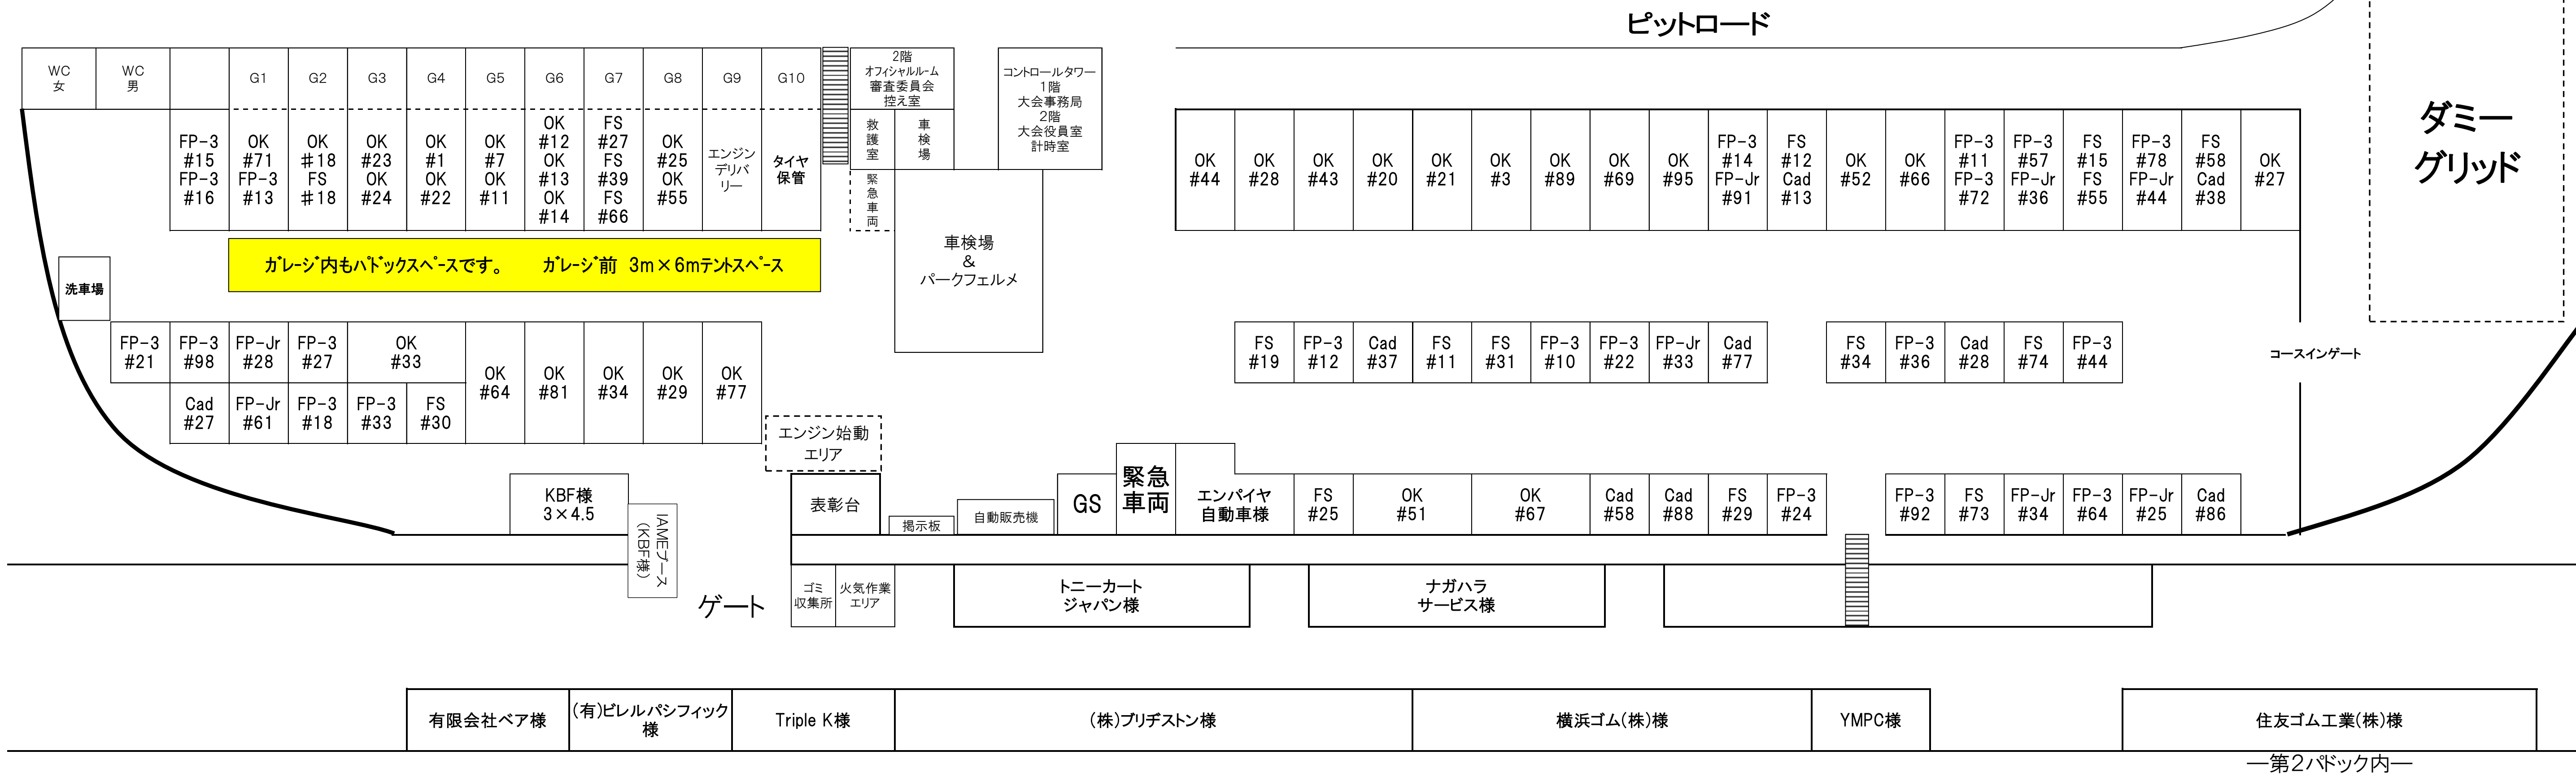 ピットロード
WC
女
WC
男
G1
G2
G3
G4
G5
G6
G7
G8
G9
G10
2階
オフィシャルルーム
審査委員会
控え室
コントロールタワー
1階
大会事務局
2階
大会役員室
計時室
ダミー
グリッド
FP-3
#15
FP-3
#16
OK
#71
FP-3
#13
OK
#18
FS
#18
OK
#23
OK
#24
OK
#1
OK
#22
OK
#7
OK
#11
OK
#12
OK
#13
OK
#14
FS
#27
FS
#39
FS
#66
OK
#25
OK
#55
エンジン
デリバ
リー
タイヤ
保管
救護室
車検場
緊急車両
車検場
&
パークフェルメ
OK
#44
OK
#28
OK
#43
OK
#20
OK
#21
OK
#3
OK
#89
OK
#69
OK
#95
FP-3
#14
FP-Jr
#91
FS
#12
Cad
#13
OK
#52
OK
#66
FP-3
#11
FP-3
#72
FP-3
#57
FP-Jr
#36
FS
#15
FS
#55
FP-3
#78
FP-Jr
#44
FS
#58
Cad
#38
OK
#27
ガレージ内もパドックスペースです。 ガレージ前 3m×6mテントスペース
洗車場
FP-3
#21
FP-3
#98
FP-Jr
#28
FP-3
#27
OK
#33
OK
#64
OK
#81
OK
#34
OK
#29
OK
#77
Cad
#27
FP-Jr
#61
FP-3
#18
FP-3
#33
FS
#30
FS
#19
FP-3
#12
Cad
#37
FS
#11
FS
#31
FP-3
#10
FP-3
#22
FP-Jr
#33
Cad
#77
FS
#34
FP-3
#36
Cad
#28
FS
#74
FP-3
#44
コースインゲート
エンジン始動
エリア
KBF様
3×4.5
IAMEブース
(KBF様)
表彰台
掲示板
自動販売機
GS
緊急
車両
エンパイヤ
自動車様
FS
#25
OK
#51
OK
#67
Cad
#58
Cad
#88
FS
#29
FP-3
#24
FP-3
#92
FS
#73
FP-Jr
#34
FP-3
#64
FP-Jr
#25
Cad
#86
ゲート
ゴミ
収集所
火気作業
エリア
トニーカート
ジャパン様
ナガハラ
サービス様
有限会社ベア様
(有)ビレルパシフィック
様
Triple K様
(株)ブリヂストン様
横浜ゴム(株)様
YMPC様
住友ゴム工業(株)様
―第2パドック内―